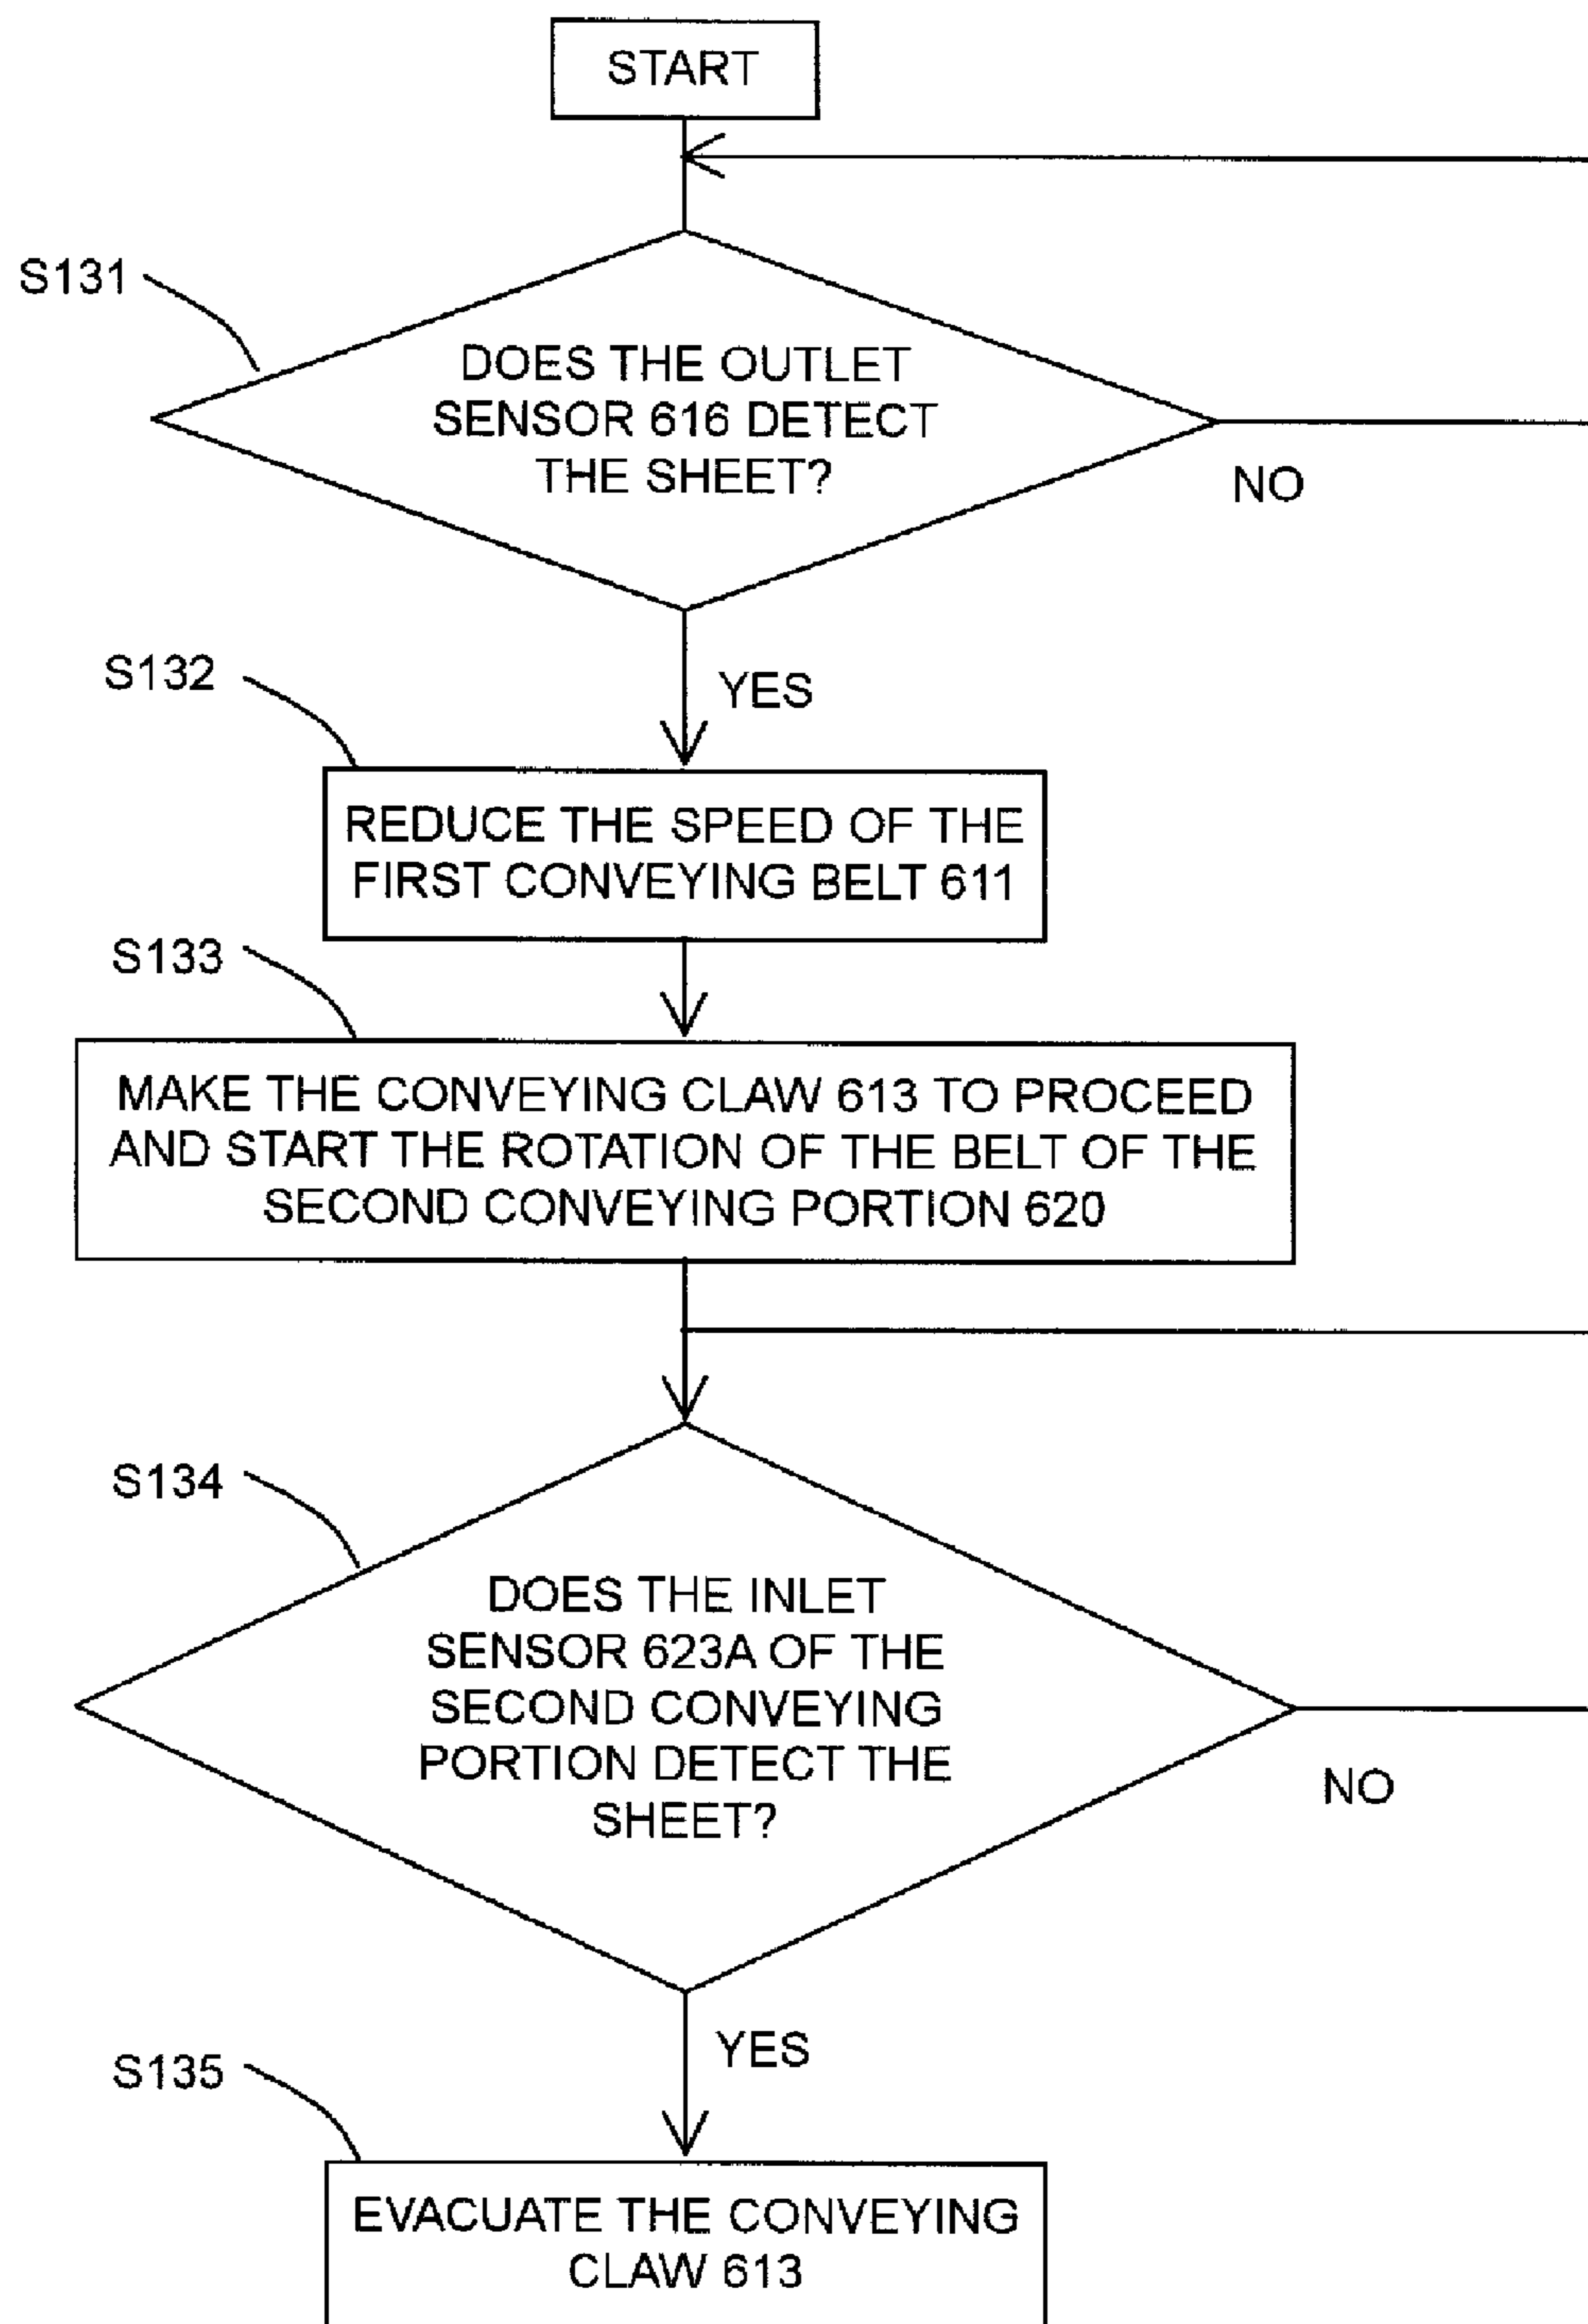 START
S131
DOES THE OUTLET
SENSOR 616 DETECT
THE SHEET?
NO
S132
YES
REDUCE THE SPEED OF THE
FIRST CONVEYING BELT 611
S133
MAKE THE CONVEYING CLAW 613 TO PROCEED
AND START THE ROTATION OF THE BELT OF THE
SECOND CONVEYING PORTION 620
S134
DOES THE INLET
SENSOR 623A OF THE
SECOND CONVEYING
PORTION DETECT THE
SHEET?
NO
YES
S135
EVACUATE THE CONVEYING
CLAW 613